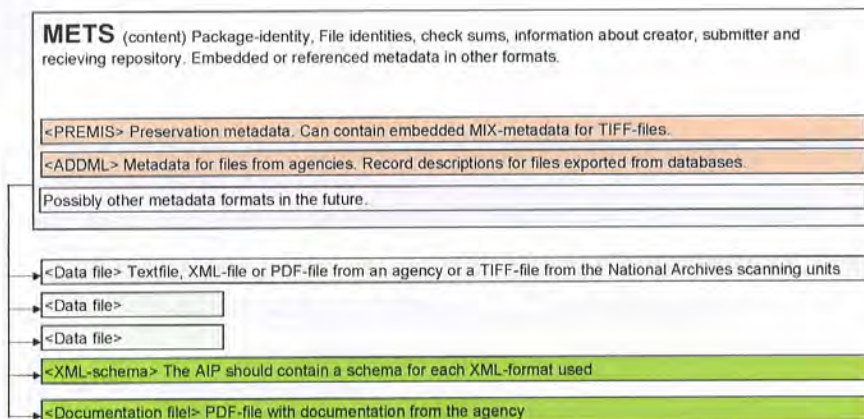 METS (content) Package-identity, File identities, check sums, information about creator, submitter and
recieving repository. Embedded or referenced metadata in other formats.
<PREMIS> Preservation metadata. Can contain embedded MIX-metadata for TIFF-files.
<ADDML> Metadata for files from agencies. Record descriptions for files exported from databases.
Possibly other metadata formats in the future.
<Data file> Textfile, XML-file or PDF-file from an agency or a TIFF-file from the National Archives scanning units
<Data file>
<Data file>
<XML-schema> The AIP should contain a schema for each XML-format used
<Documentation filel> PDF-file with documentation from the agency